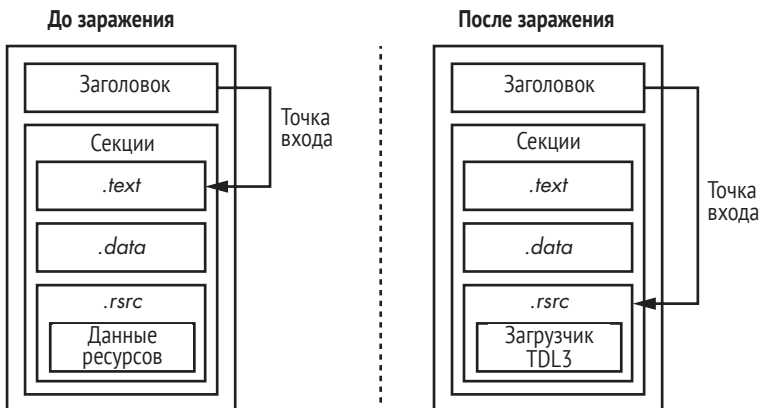 До заражения
Заголовок
Точка
входа
Секции
.text
.data
.rsrc
Данные
ресурсов
После заражения
Заголовок
Секции
.text
Точка
входа
.data
.rsrc
Загрузчик
TDL3